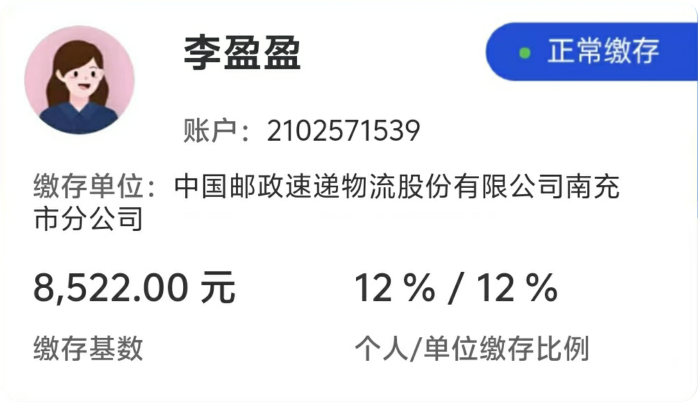 李盈盈
正常缴存
账户：2102571539
缴存单位：中国邮政速递物流股份有限公司南充
市分公司
8,522.00 元
12 % / 12 %
缴存基数
个人/单位缴存比例